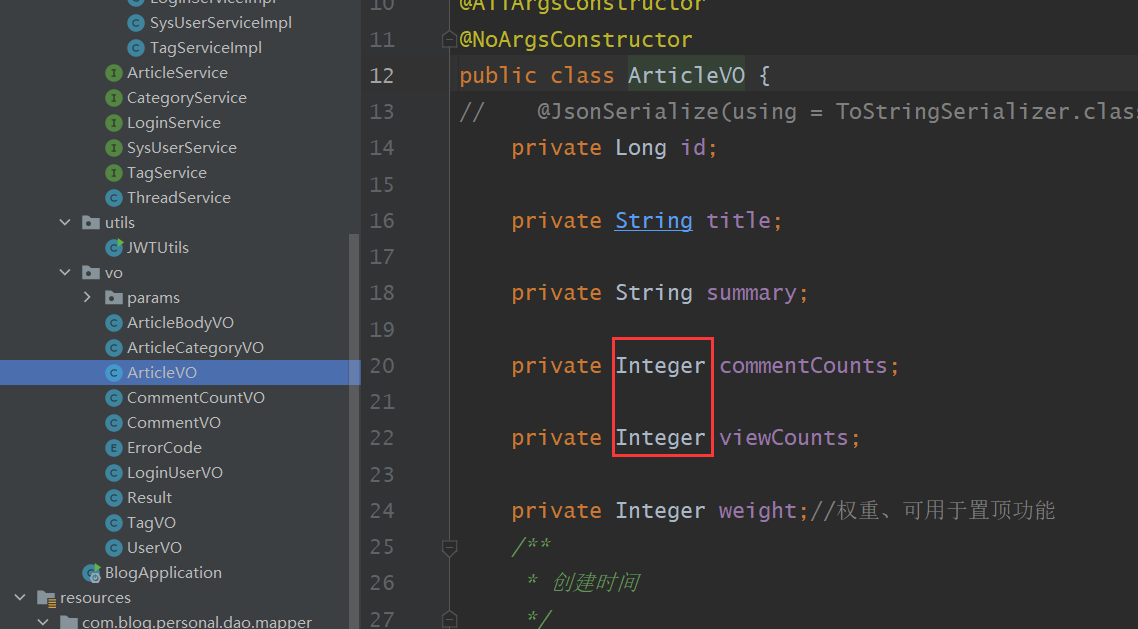 LoginServiceImpl
SysUserServiceImpl
TagServiceImpl
ArticleService
CategoryService
LoginService
SysUserService
TagService
ThreadService
utils
JWTUtils
vo
params
ArticleBodyVO
ArticleCategoryVO
ArticleVO
CommentCountVO
CommentVO
ErrorCode
LoginUserVO
Result
TagVO
UserVO
BlogApplication
resources
com.blog.personal.dao.mapper
10 @AllArgsConstructor
11 @NoArgsConstructor
12 public class ArticleVO {
13 //    @JsonSerialize(using = ToStringSerializer.clas
14     private Long id;
15
16     private String title;
17
18     private String summary;
19
20     private Integer commentCounts;
21
22     private Integer viewCounts;
23
24     private Integer weight;//权重、可用于置顶功能
25     /**
26      * 创建时间
27      */